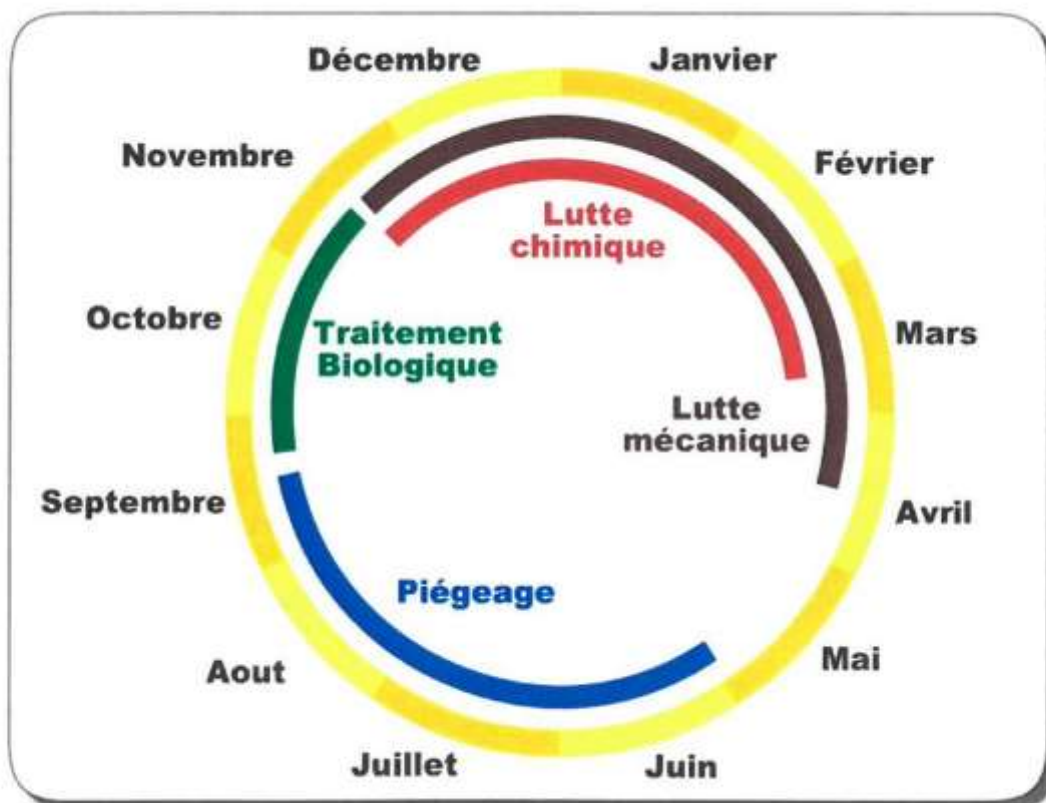 Décembre
Janvier
Novembre
Février
Lutte
chimique
Octobre
Traitement
Biologique
Mars
Lutte
mécanique
Septembre
Avril
Piégeage
Aout
Mai
Juillet
Juin